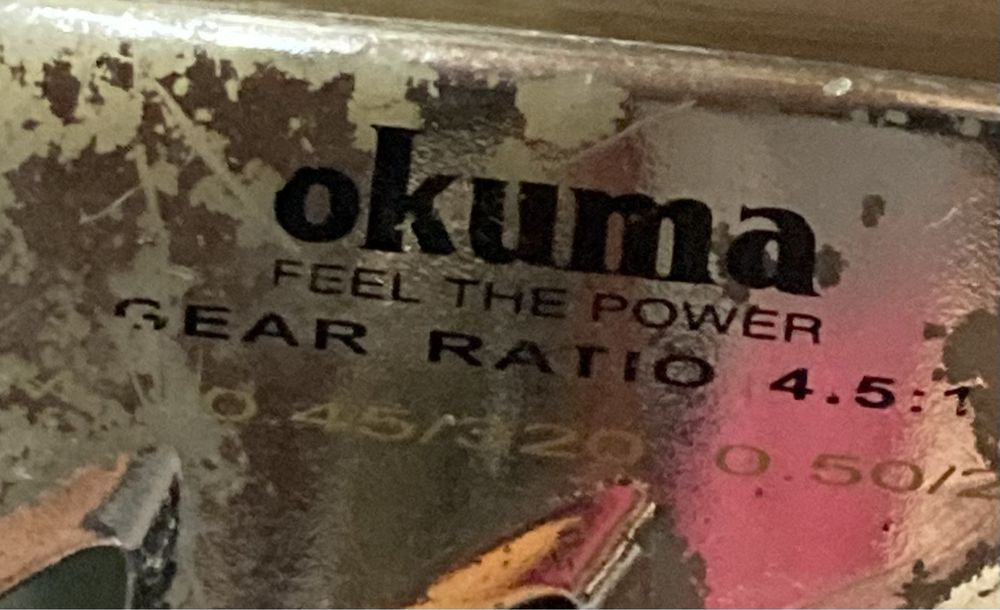 okuma
FEEL THE POWER
GEAR RATIO 4.5:1
0.45/320 0.50/2